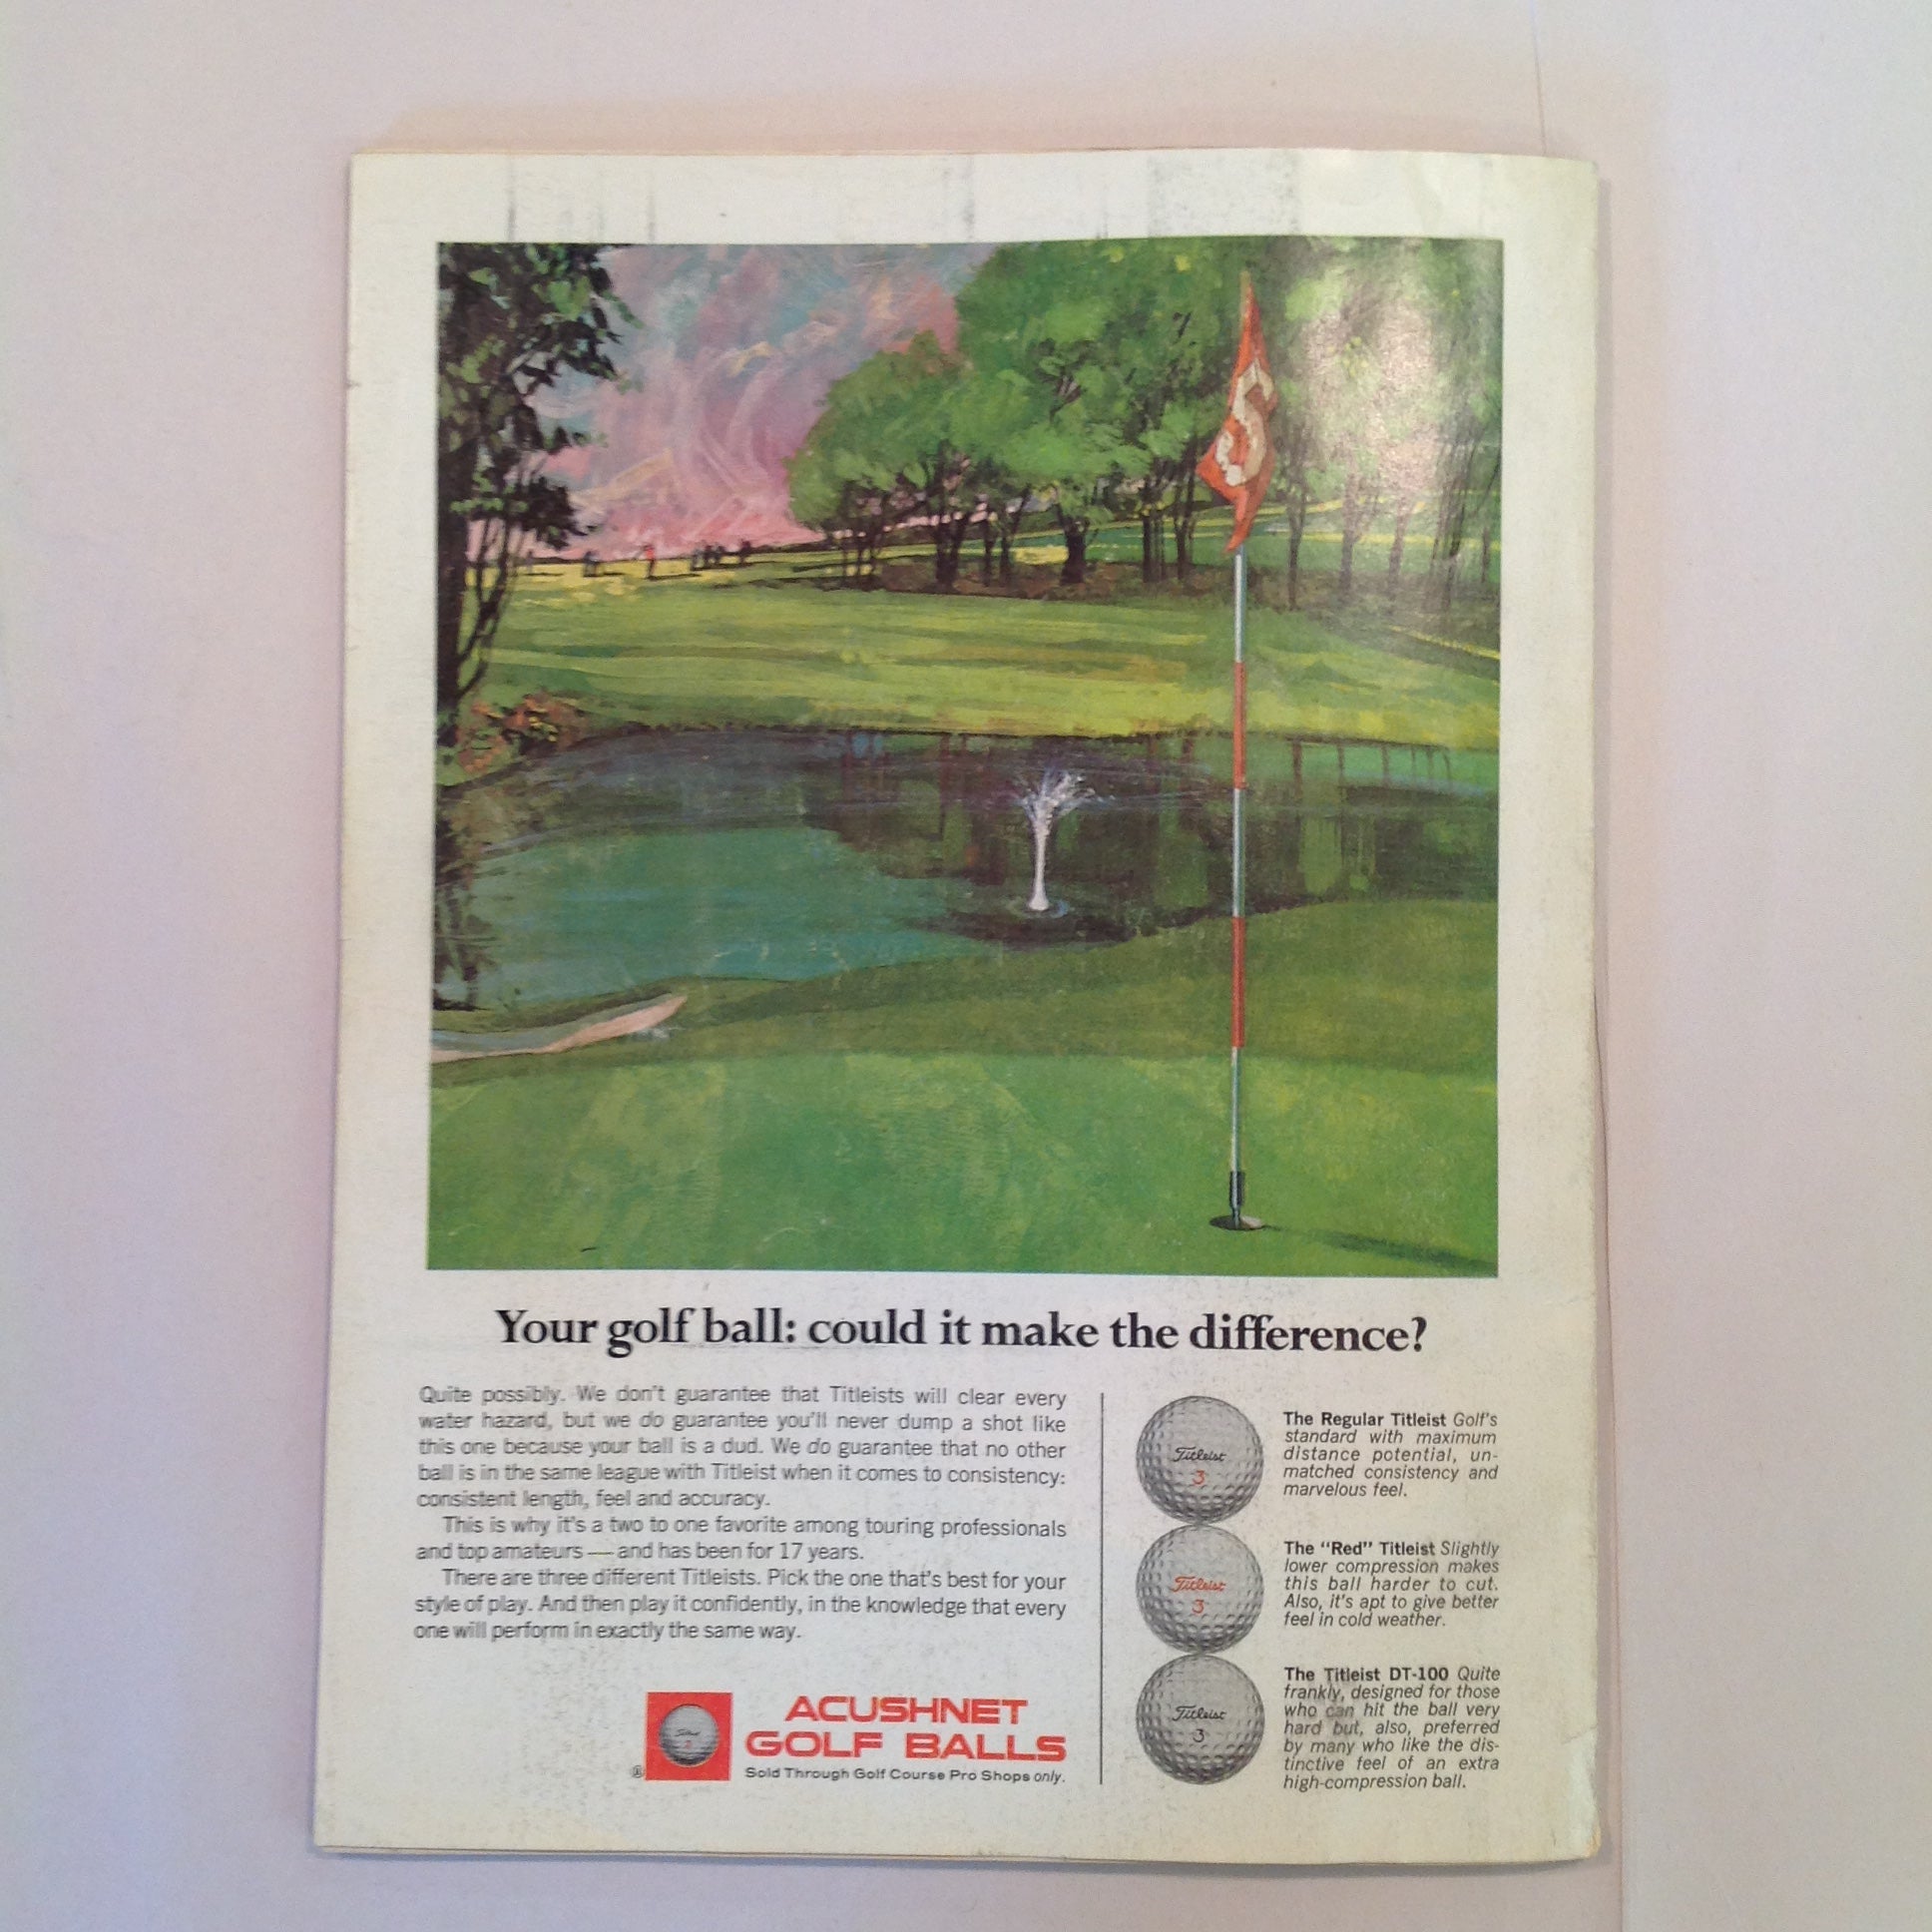 5
Your golf ball: could it make the difference?
Quite possibly. We don't guarantee that Titleists will clear every
water hazard, but we do guarantee you'll never dump a shot like
this one because your ball is a dud. We do guarantee that no other
ball is in the same league with Titleist when it comes to consistency:
consistent length, feel and accuracy.
This is why it's a two to one favorite among touring professionals
and top amateurs — and has been for 17 years.
There are three different Titleists. Pick the one that's best for your
style of play. And then play it confidently, in the knowledge that every
one will perform in exactly the same way.
®
ACUSHNET
GOLF BALLS
Sold Through Golf Course Pro Shops only.
Titleist
3
The Regular Titleist Golf's
standard with maximum
distance potential, un-
matched consistency and
marvelous feel.
Titleist
3
The "Red" Titleist Slightly
lower compression makes
this ball harder to cut.
Also, it's apt to give better
feel in cold weather.
Titleist
3
The Titleist DT-100 Quite
frankly, designed for those
who can hit the ball very
hard but, also, preferred
by many who like the dis-
tinctive feel of an extra
high-compression ball.